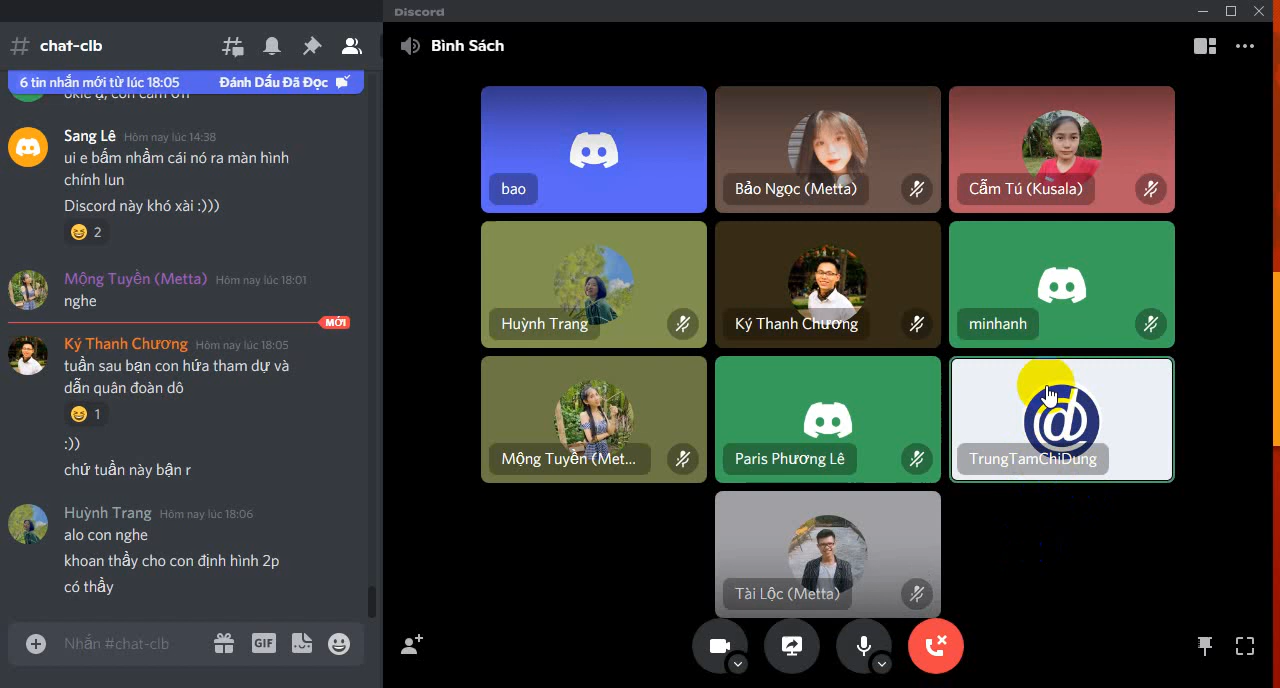 Discord
chat-clb
6 tin nhắn mới từ lúc 18:05
Đánh Dấu Đã Đọc
okie ạ, con cảm ơn
Sang Lê Hôm nay lúc 14:38
ui e bấm nhầm cái nó ra màn hình
chính lun
Discord này khó xài :)))
2
Mộng Tuyền (Metta) Hôm nay lúc 18:01
nghe
MỚI
Ký Thanh Chương Hôm nay lúc 18:05
tuần sau bạn con hứa tham dự và
dẫn quân đoàn dô
1
:))
chứ tuần này bận r
Huỳnh Trang Hôm nay lúc 18:06
alo con nghe
khoan thầy cho con định hình 2p
có thầy
Nhắn #chat-clb
GIF
Bình Sách
bao
Bảo Ngọc (Metta)
Cẩm Tú (Kusala)
Huỳnh Trang
Ký Thanh Chương
minhanh
Mộng Tuyền (Met...
Paris Phương Lê
TrungTamChiDung
Tài Lộc (Metta)